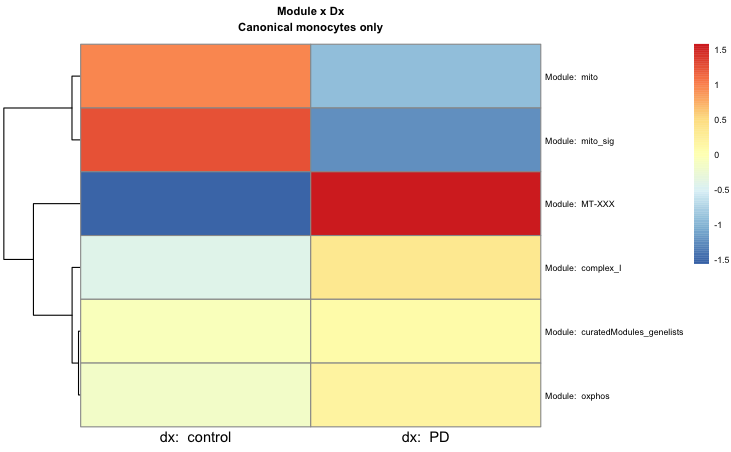 Module x Dx
Canonical monocytes only
Module: mito
Module: mito_sig
Module: MT-XXX
Module: complex_I
Module: curatedModules_genelists
Module: oxphos
dx: control
dx: PD
1.5
1
0.5
0
-0.5
-1
-1.5